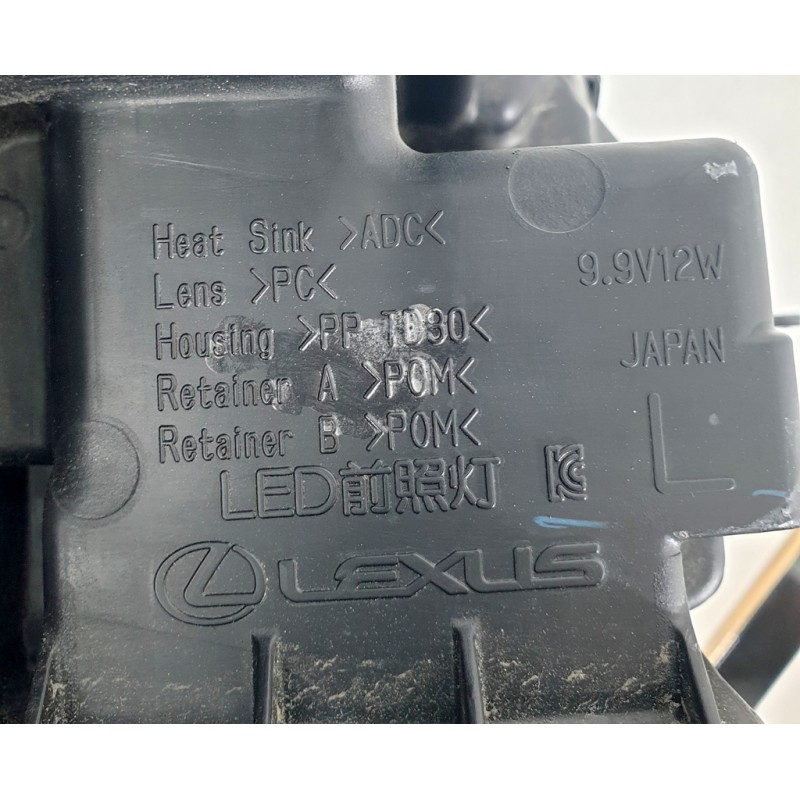 Heat Sink >ADC<
Lens >PC<
Housing >PP-TD30<
Retainer A >POM<
Retainer B >POM<
LED前照灯
9.9V12W
JAPAN
L
LEXUS